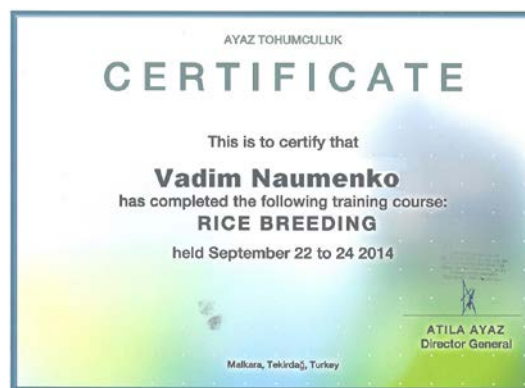 AYAZ TOHUMCULUK
CERTIFICATE
This is to certify that
Vadim Naumenko
has completed the following training course:
RICE BREEDING
held September 22 to 24 2014
ATILA AYAZ
Director General
Malkara, Tekirdağ, Turkey